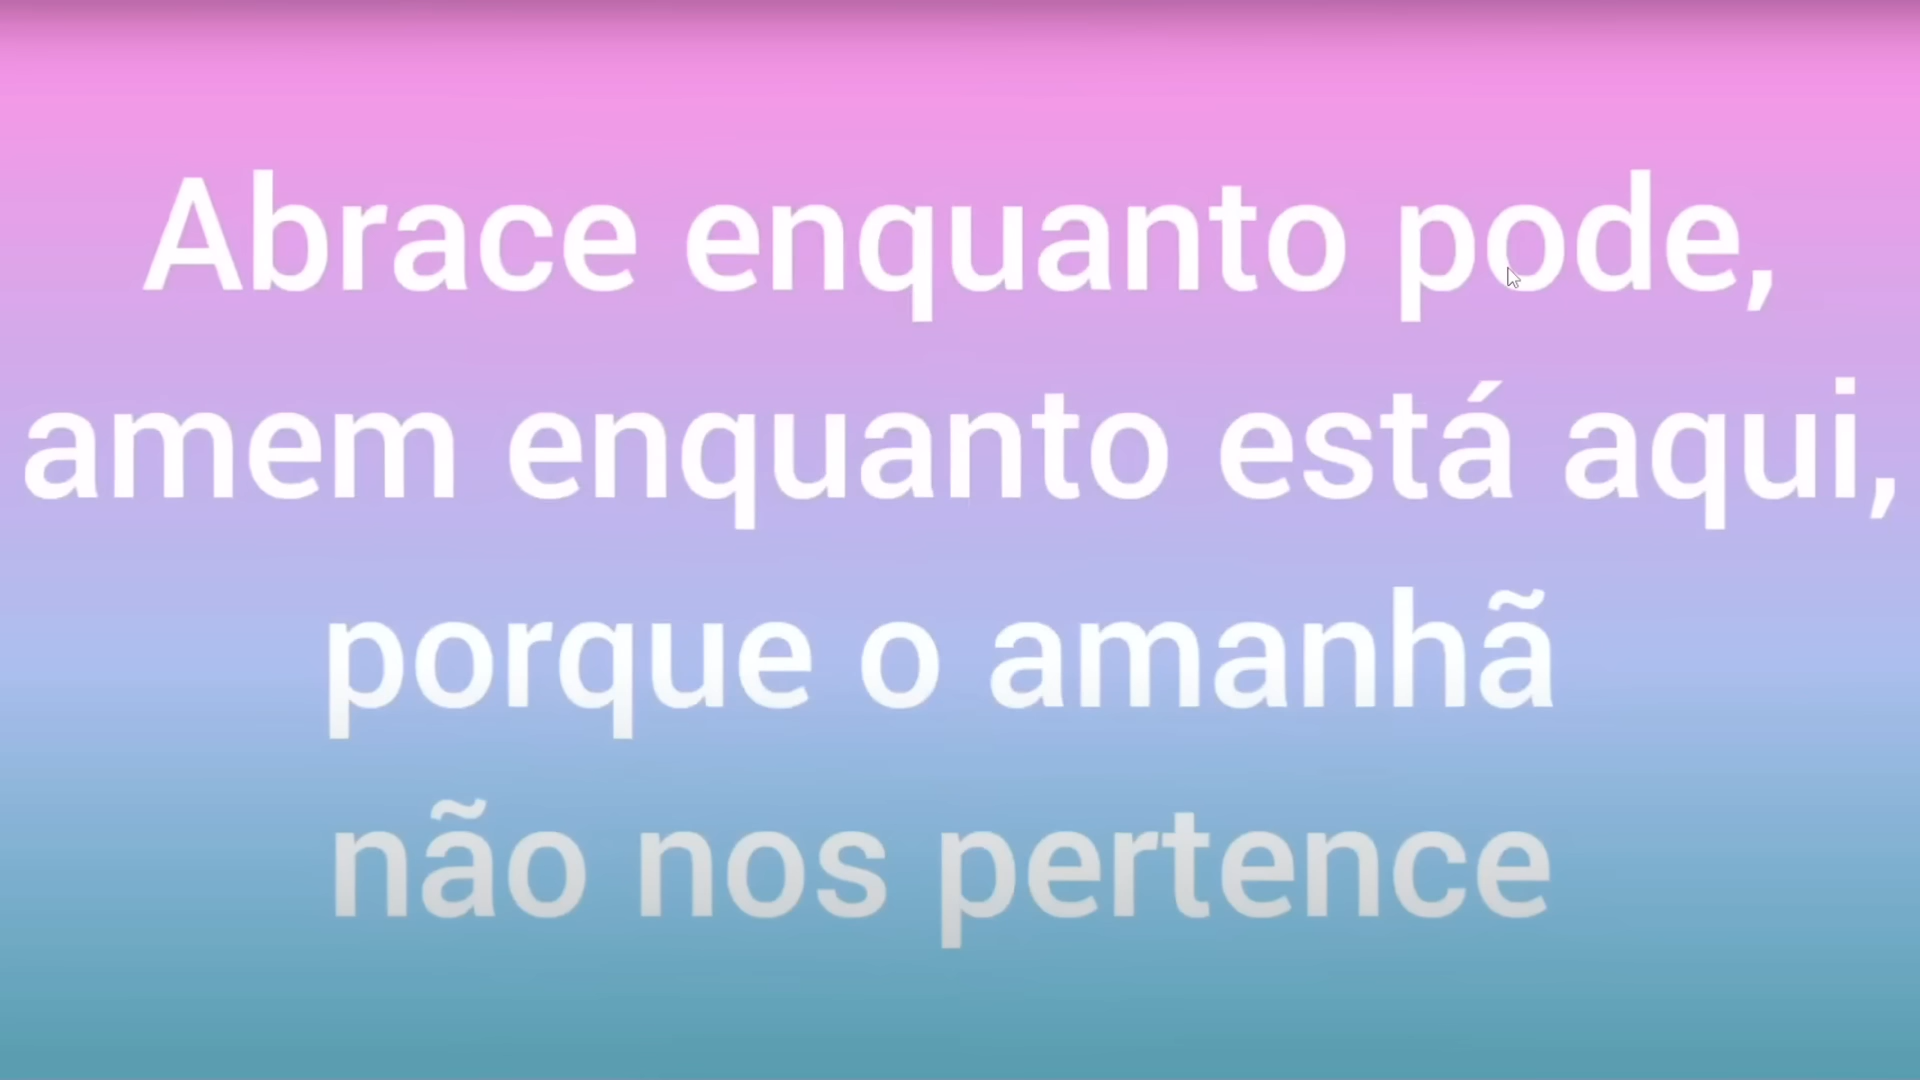 Abrace enquanto pode,
amem enquanto está aqui,
porque o amanhã
não nos pertence